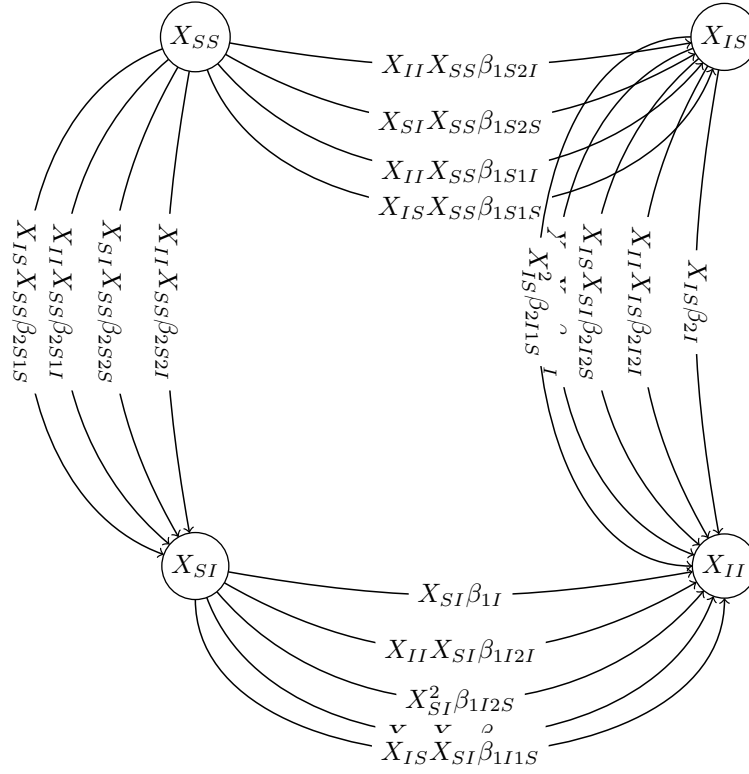 X_{SS}
X_{IS}
X_{II}X_{SS}β_{1S2I}
X_{SI}X_{SS}β_{1S2S}
X_{II}X_{SS}β_{1S1I}
X_{IS}X_{SS}β_{1S1S}
X_{IS}X_{SS}β_{2S1S}
X_{II}X_{SS}β_{2S1I}
X_{SI}X_{SS}β_{2S2S}
X_{II}X_{SS}β_{2S2I}
X_{IS}^2β_{2I1S}
X_{IS}X_{SI}β_{2I2S}
X_{II}X_{IS}β_{2I2I}
X_{IS}β_{2I}
X_{SI}
X_{II}
X_{SI}β_{1I}
X_{II}X_{SI}β_{1I2I}
X_{SI}^2β_{1I2S}
X_{IS}X_{SI}β_{1I1S}